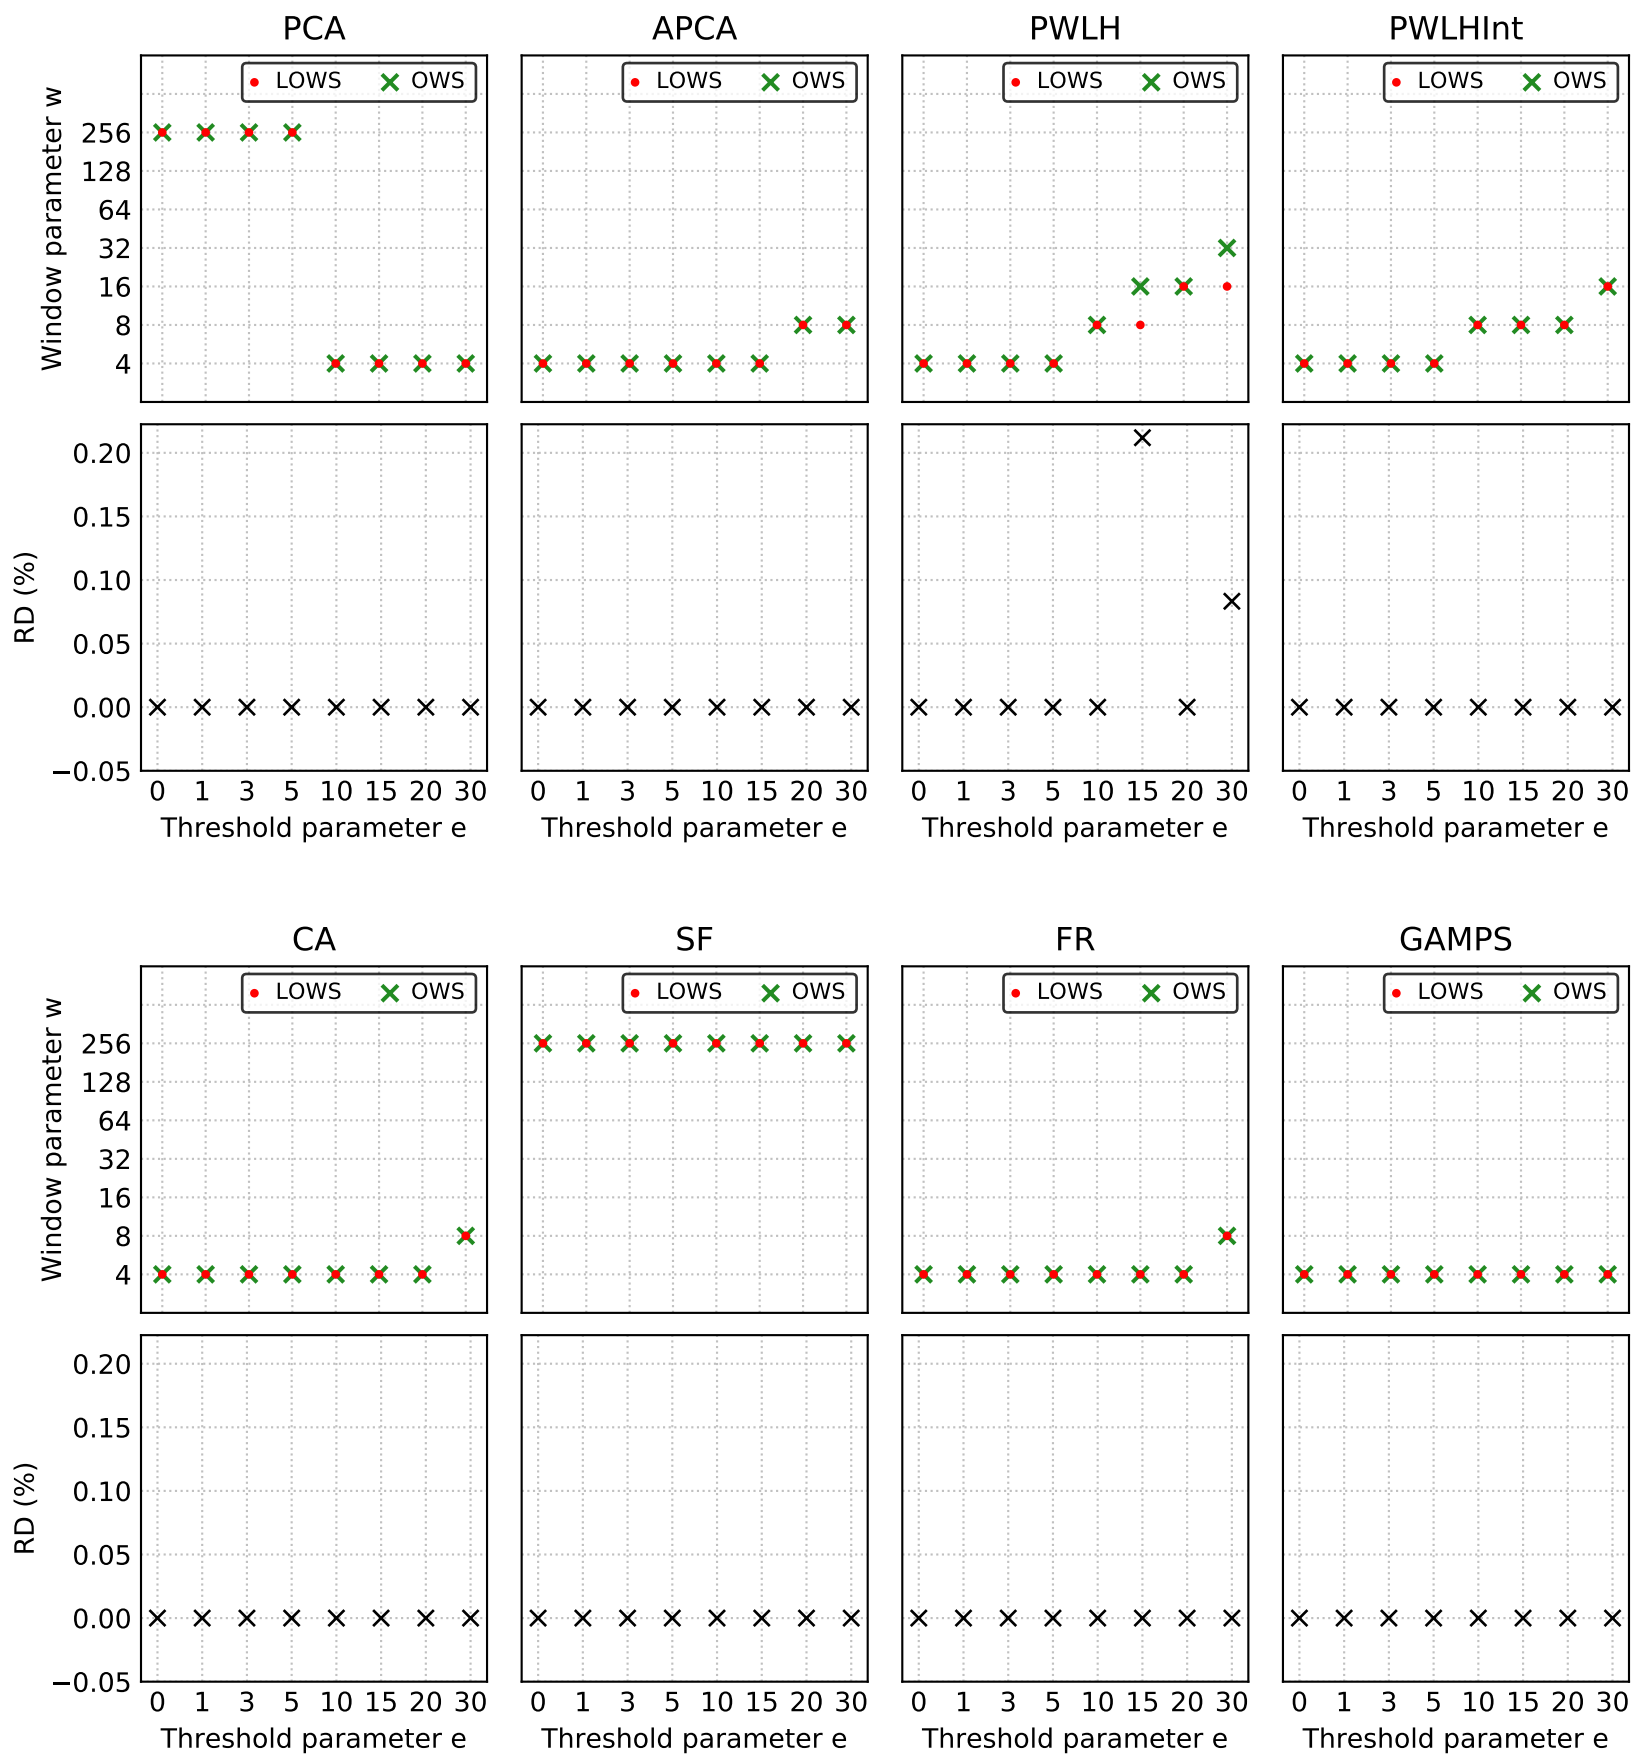 PCA APCA PWLH PWLHInt
LOWS OWS LOWS OWS LOWS OWS LOWS OWS
Window parameter w
256
128
64
32
16
8
4
RD (%)
0.20
0.15
0.10
0.05
0.00
−0.05
0 1 3 5 10 15 20 30 0 1 3 5 10 15 20 30 0 1 3 5 10 15 20 30 0 1 3 5 10 15 20 30
Threshold parameter e Threshold parameter e Threshold parameter e Threshold parameter e
CA SF FR GAMPS
LOWS OWS LOWS OWS LOWS OWS LOWS OWS
Window parameter w
256
128
64
32
16
8
4
RD (%)
0.20
0.15
0.10
0.05
0.00
−0.05
0 1 3 5 10 15 20 30 0 1 3 5 10 15 20 30 0 1 3 5 10 15 20 30 0 1 3 5 10 15 20 30
Threshold parameter e Threshold parameter e Threshold parameter e Threshold parameter e